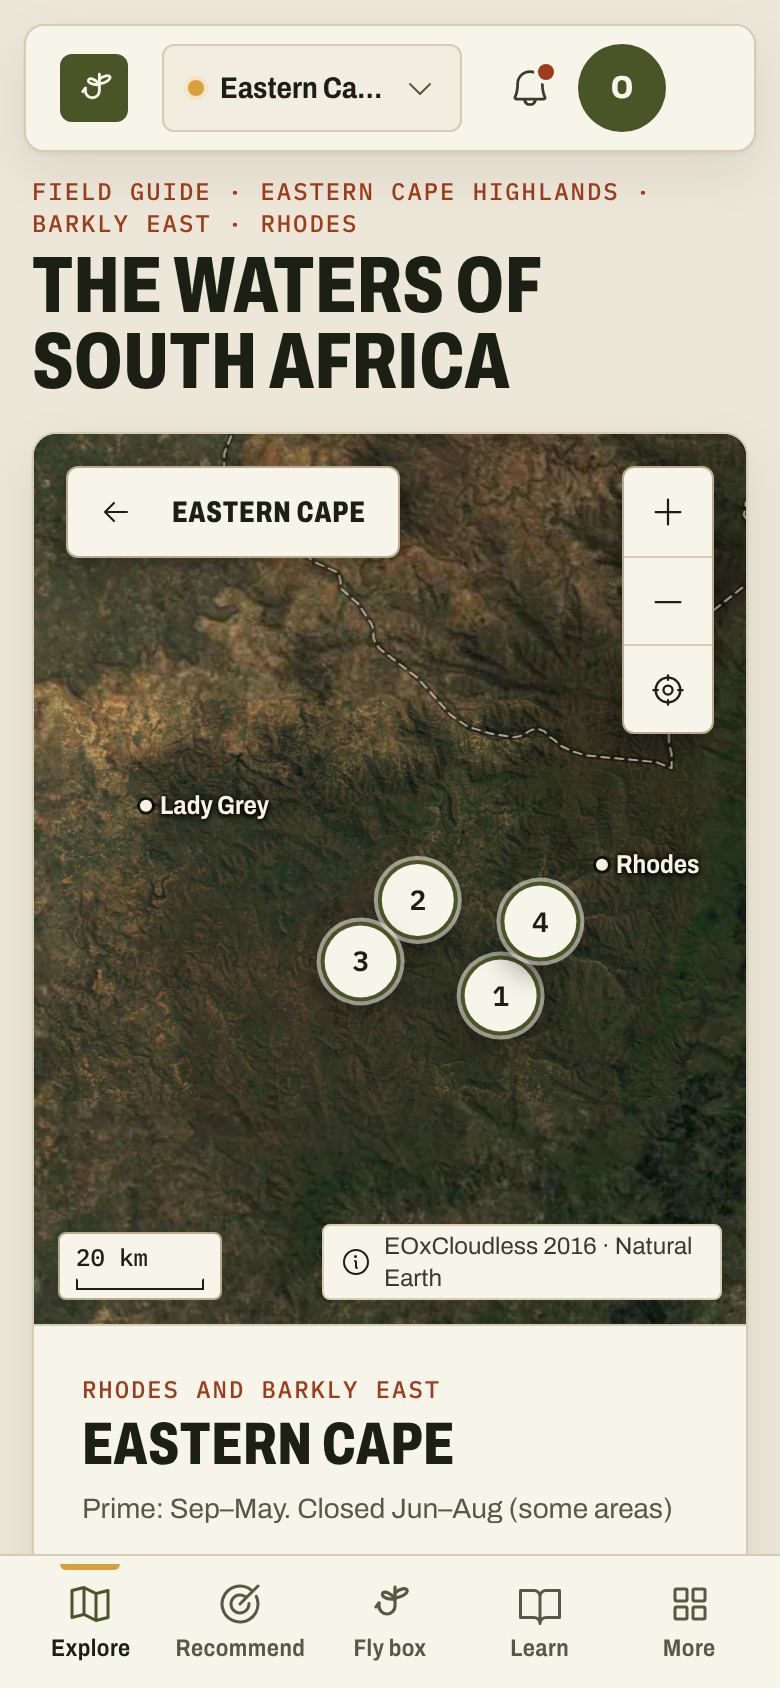 Eastern Ca...
O
FIELD GUIDE · EASTERN CAPE HIGHLANDS ·
BARKLY EAST · RHODES
THE WATERS OF
SOUTH AFRICA
EASTERN CAPE
Lady Grey
Rhodes
2
4
3
1
20 km
EOxCloudless 2016 · Natural
Earth
RHODES AND BARKLY EAST
EASTERN CAPE
Prime: Sep–May. Closed Jun–Aug (some areas)
Explore
Recommend
Fly box
Learn
More